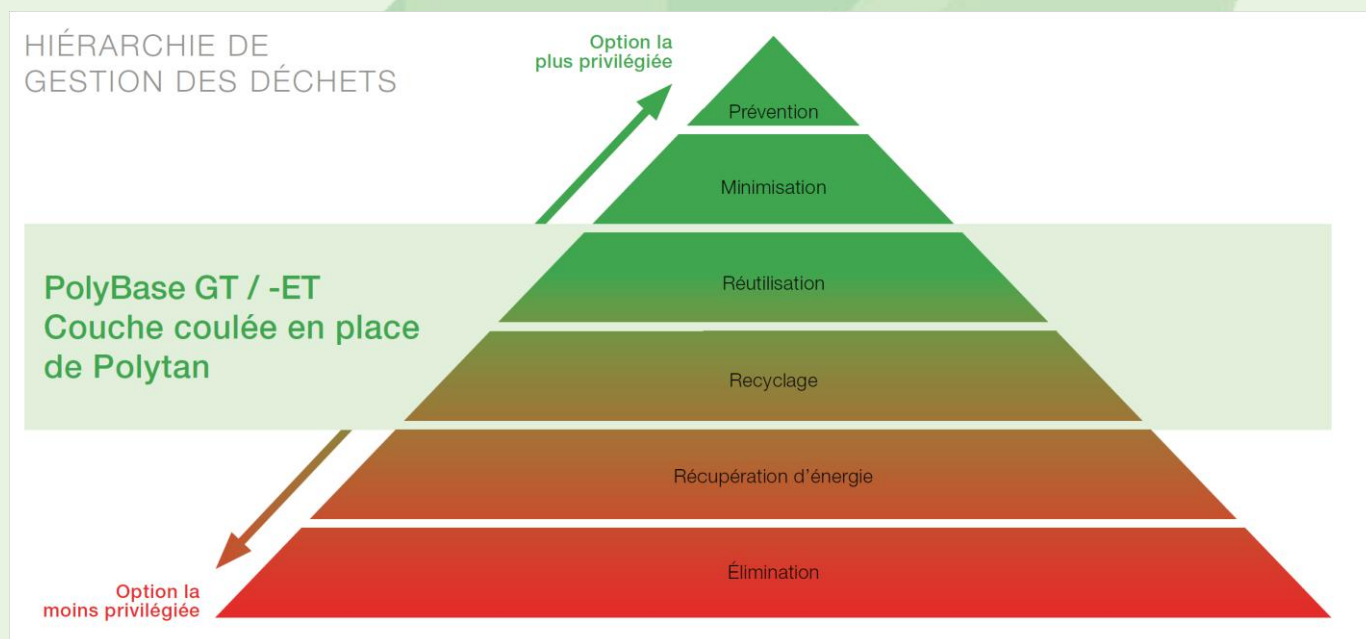 HIÉRARCHIE DE
GESTION DES DÉCHETS
Option la
plus privilégiée
Prévention
Minimisation
PolyBase GT / -ET
Couche coulée en place
de Polytan
Réutilisation
Recyclage
Récupération d'énergie
Élimination
Option la
moins privilégiée